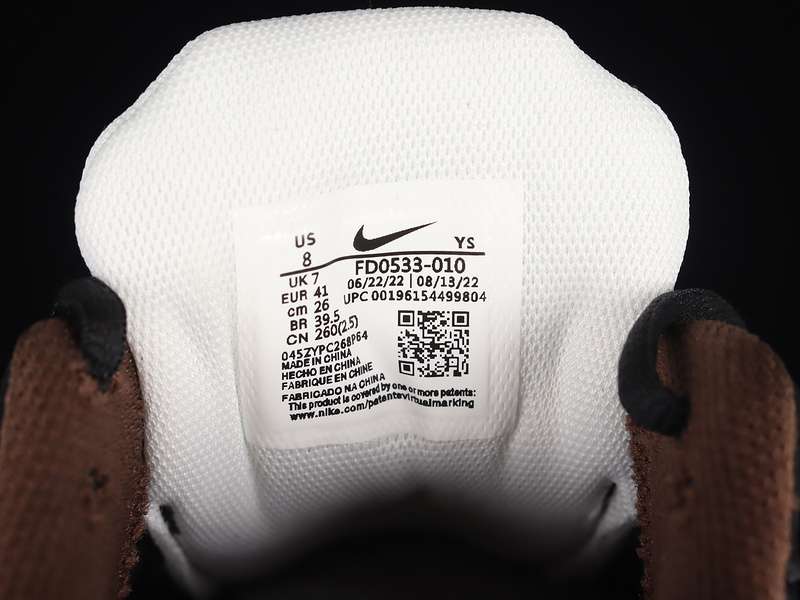 US YS
8
FD0533-010
UK 7
06/22/22 | 08/13/22
EUR 41
UPC 00196154499804
cm 26
BR 39.5
CN 260(2.5)
045ZYPC268P64
MADE IN CHINA
HECHO EN CHINA
FABRIQUE EN CHINE
FABRICADO NA CHINA
This product is covered by one or more patents:
www.nike.com/patentsvirtualmarking